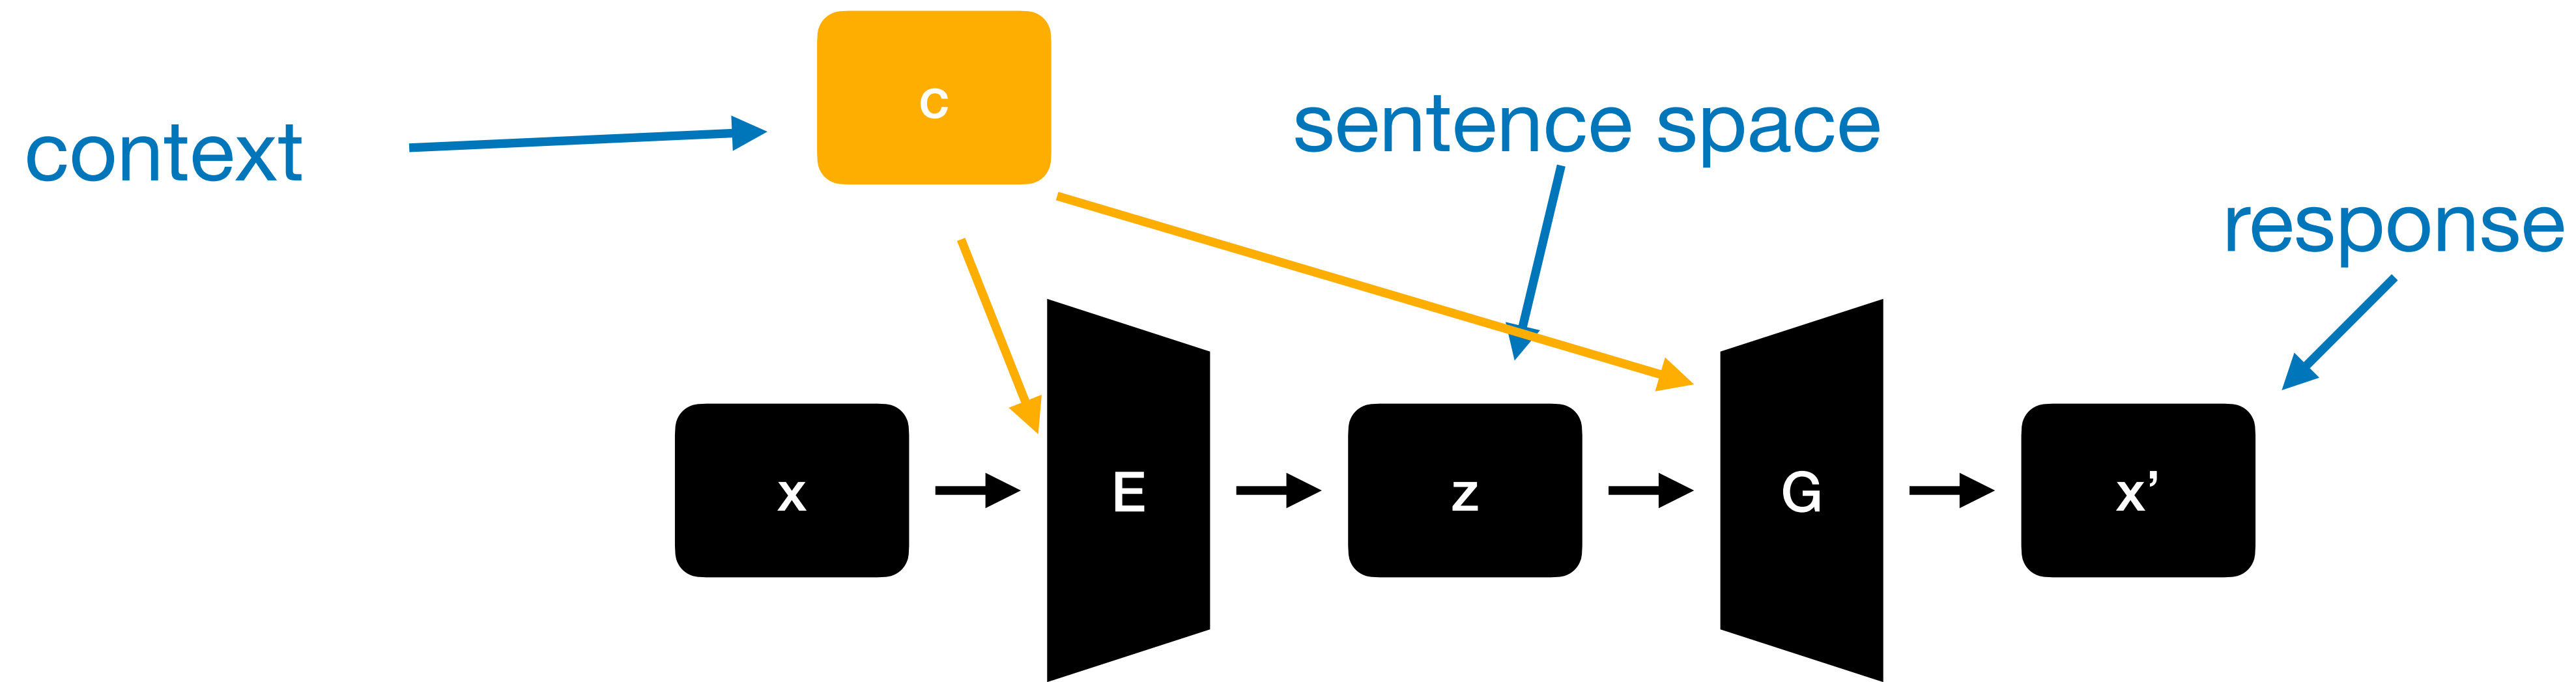 c
context
sentence space
response
x
E
z
G
x’